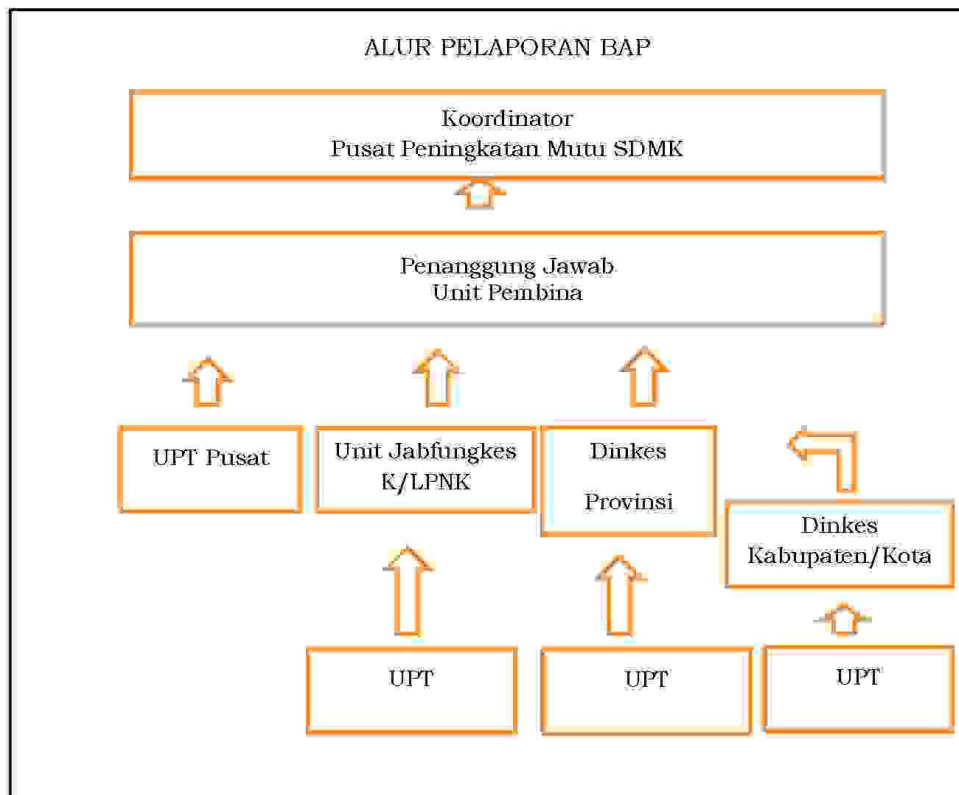 ALUR PELAPORAN BAP
Koordinator
Pusat Peningkatan Mutu SDMK
Penanggung Jawab
Unit Pembina
UPT Pusat
Unit Jabfungkes
K/LPNK
Dinkes
Provinsi
Dinkes
Kabupaten/Kota
UPT
UPT
UPT